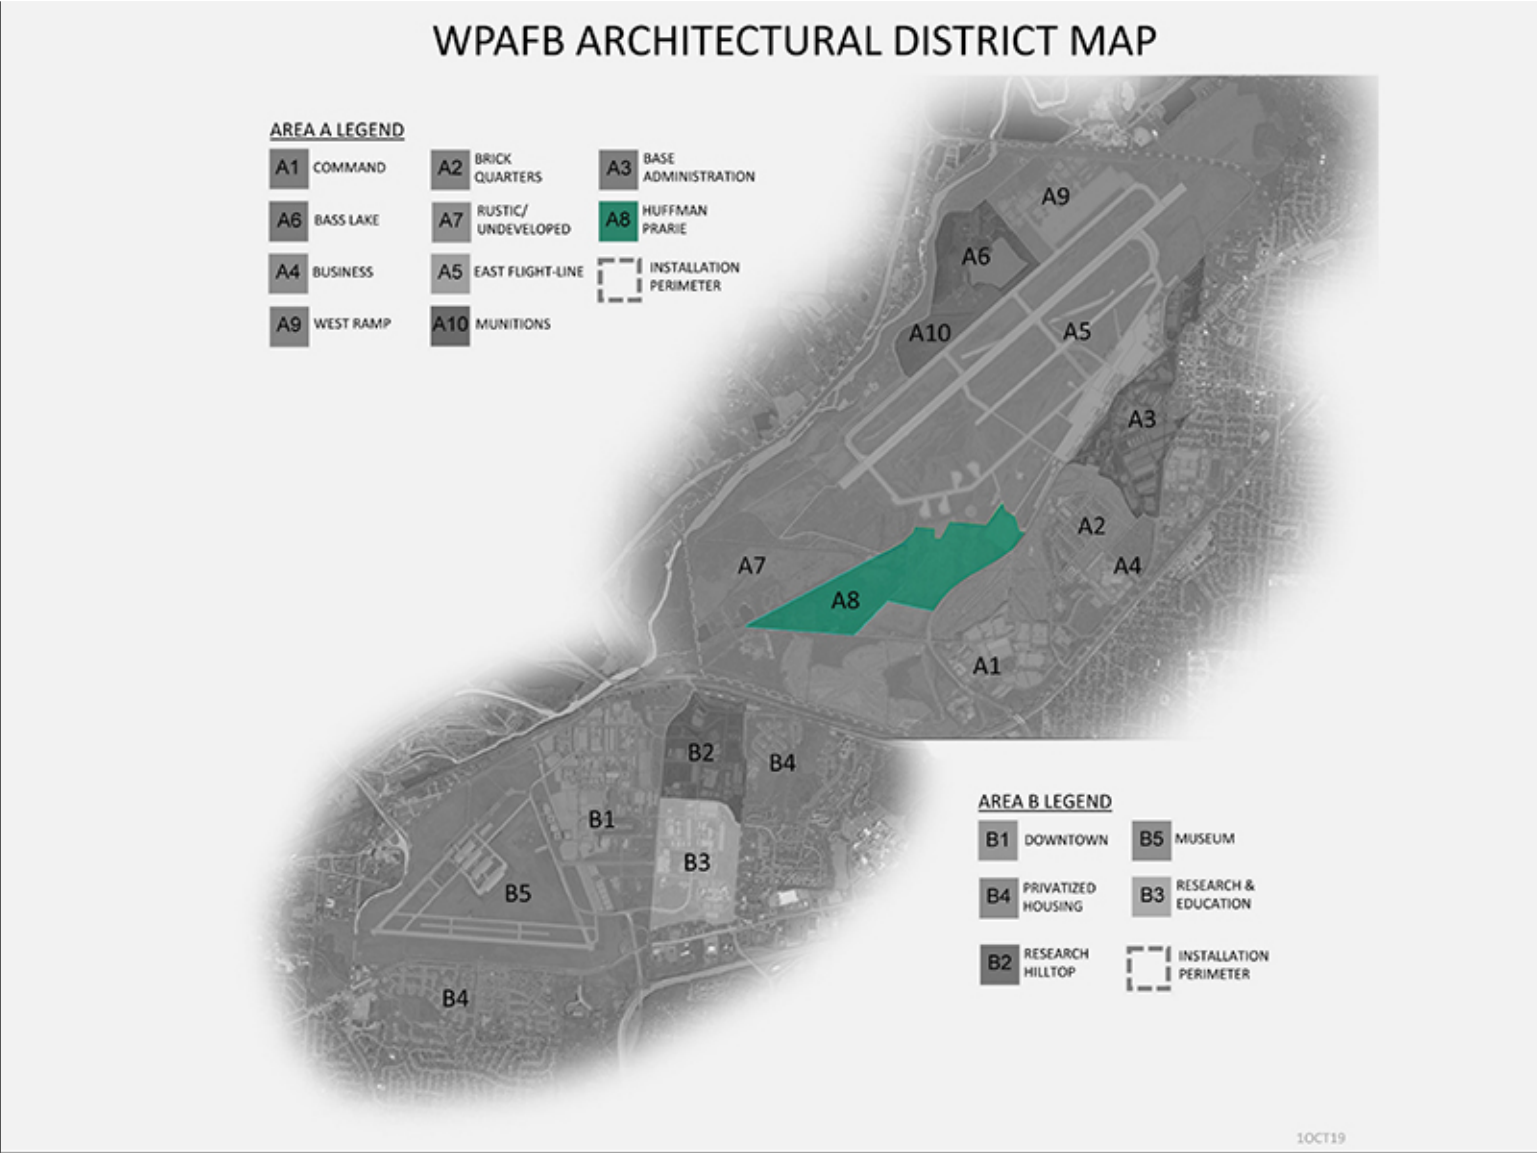 WPAFB ARCHITECTURAL DISTRICT MAP
AREA A LEGEND
A1 COMMAND
A2 BRICK
QUARTERS
A3 BASE
ADMINISTRATION
A6 BASS LAKE
A7 RUSTIC/
UNDEVELOPED
A8 HUFFMAN
PRARIE
A4 BUSINESS
A5 EAST FLIGHT-LINE
INSTALLATION
PERIMETER
A9 WEST RAMP
A10 MUNITIONS
A9
A6
A10
A5
A3
A2
A7
A4
A8
A1
B2
B4
B1
B3
B5
B4
AREA B LEGEND
B1 DOWNTOWN
B5 MUSEUM
B4 PRIVATIZED
HOUSING
B3 RESEARCH &
EDUCATION
B2 RESEARCH
HILLTOP
INSTALLATION
PERIMETER
1OCT19